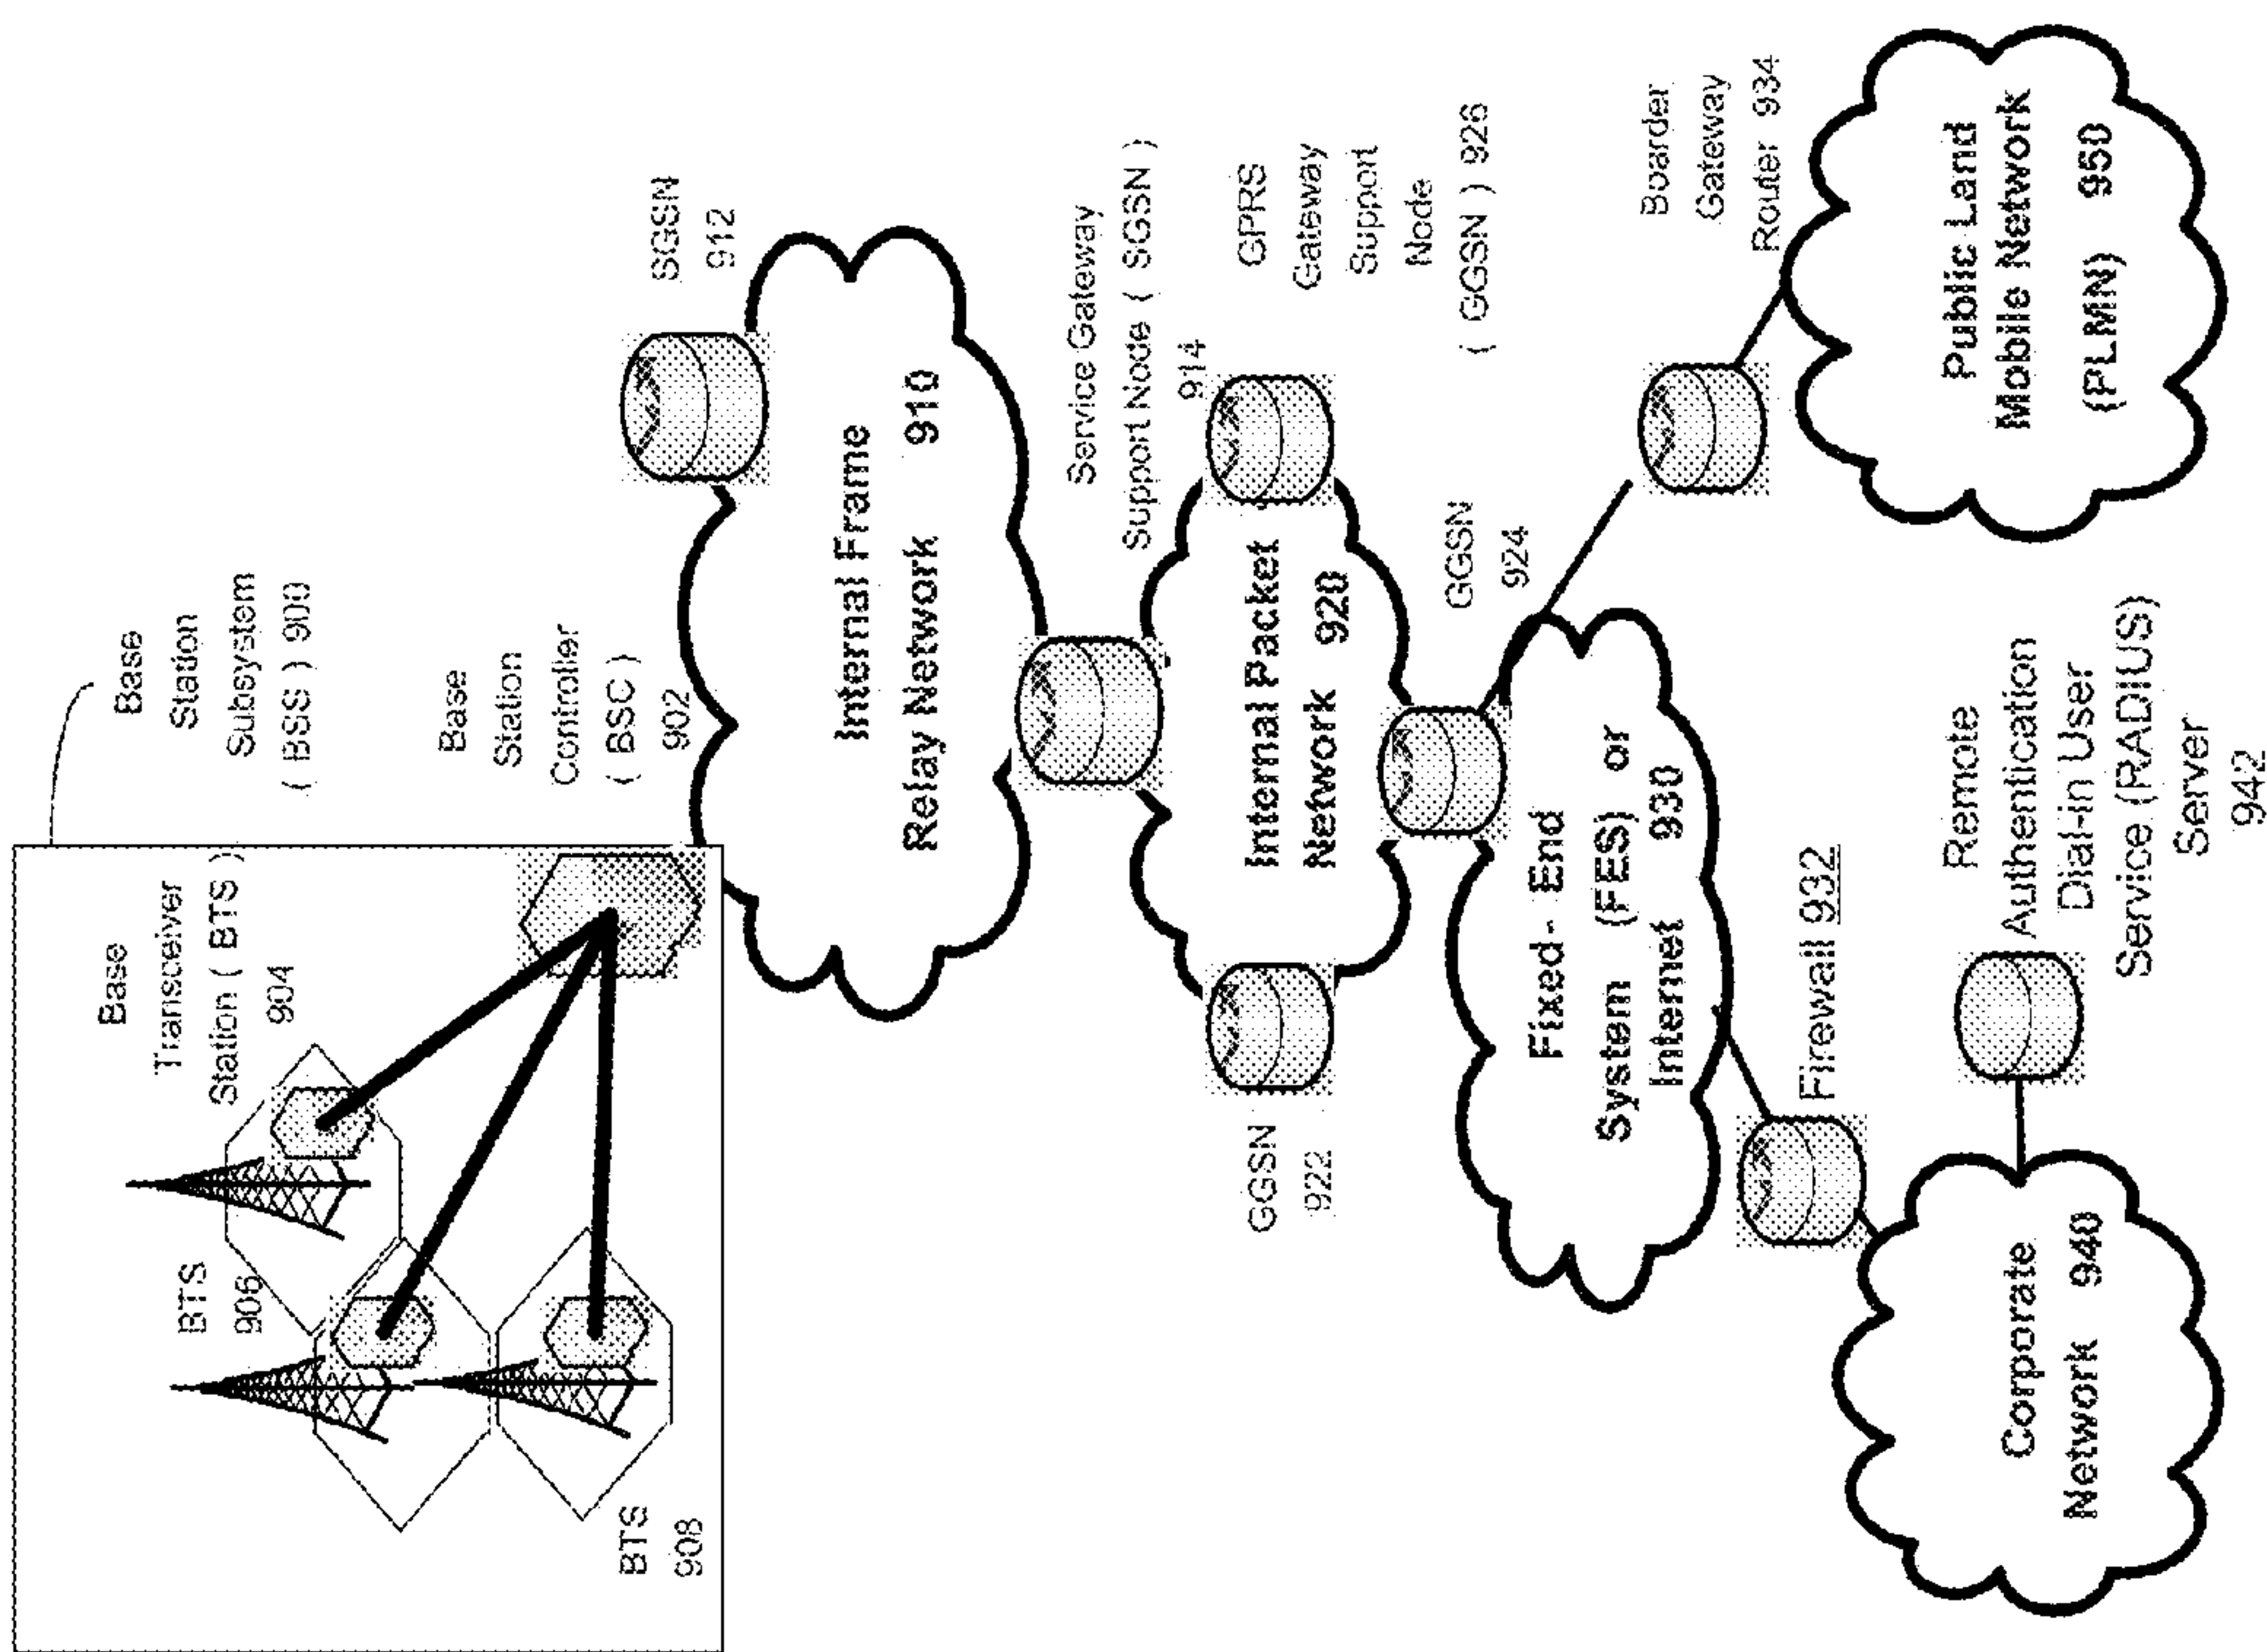 Base
Station
Subsystem
( BSS ) 900
Base
Transceiver
Station ( BTS )
904
BTS
906
BTS
908
Base
Station
Controller
( BSC )
902
SGSN
912
Internal Frame
Relay Network 910
Service Gateway
Support Node ( SGSN )
914
GPRS
Gateway
Support
Node
( GGSN ) 926
Internal Packet
Network 920
GGSN
922
GGSN
924
Fixed- End
System (FES) or
Internet 930
Boarder
Gateway
Router 934
Public Land
Mobile Network
(PLMN) 950
Firewall 932
Remote
Authentication
Dial-in User
Service (RADIUS)
Server
942
Corporate
Network 940